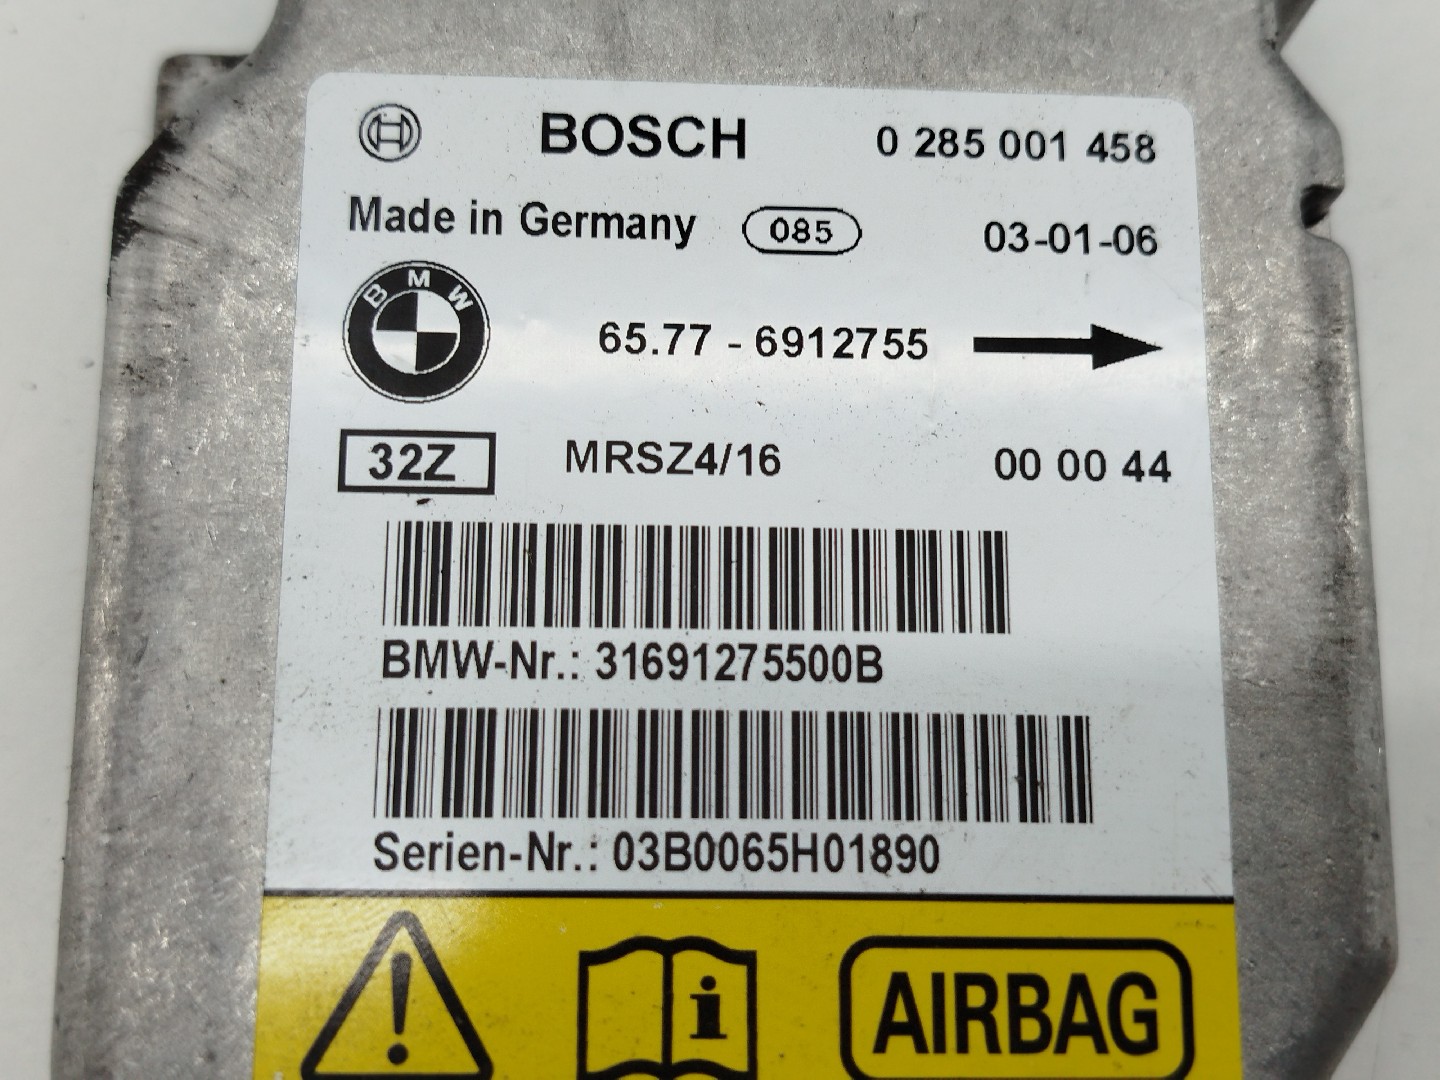 BOSCH 0 285 001 458
Made in Germany 085 03-01-06
BMW 65.77 - 6912755
32Z MRSZ4/16 00 00 44
BMW-Nr.: 31691275500B
Serien-Nr.: 03B0065H01890
! i AIRBAG